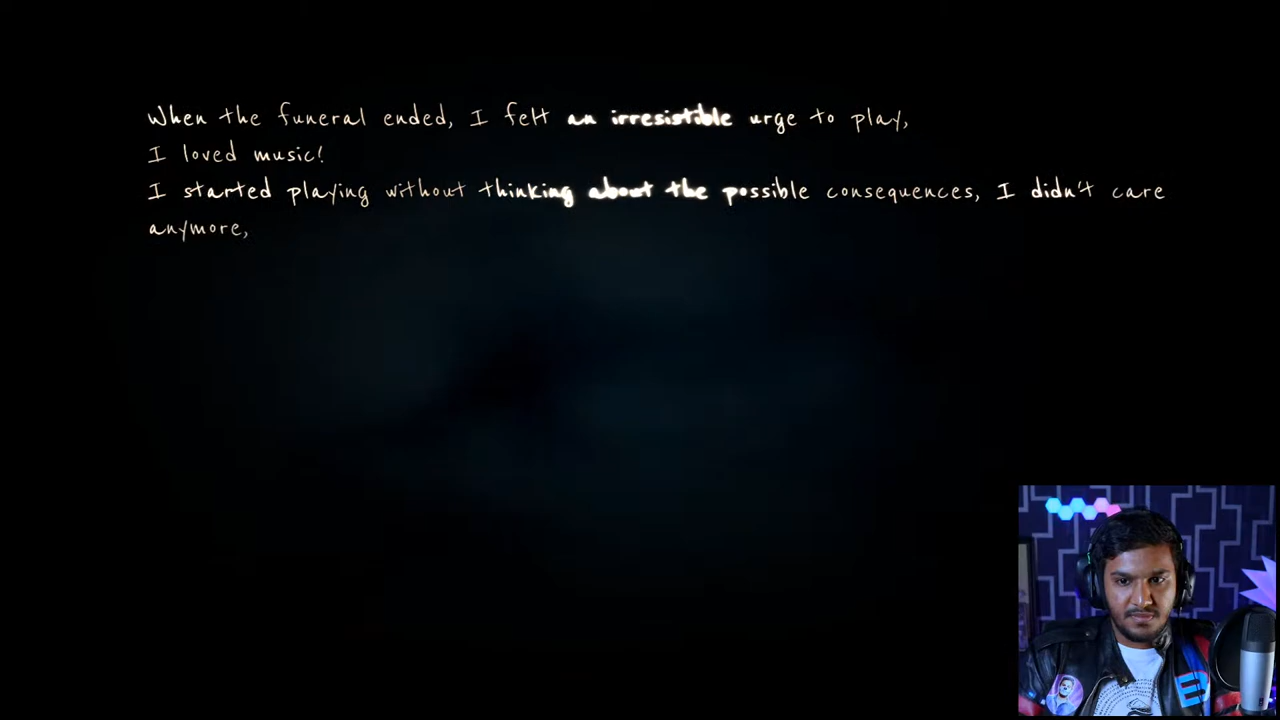 When the funeral ended, I felt an irresistible urge to play,
I loved music!
I started playing without thinking about the possible consequences, I didn't care
anymore,